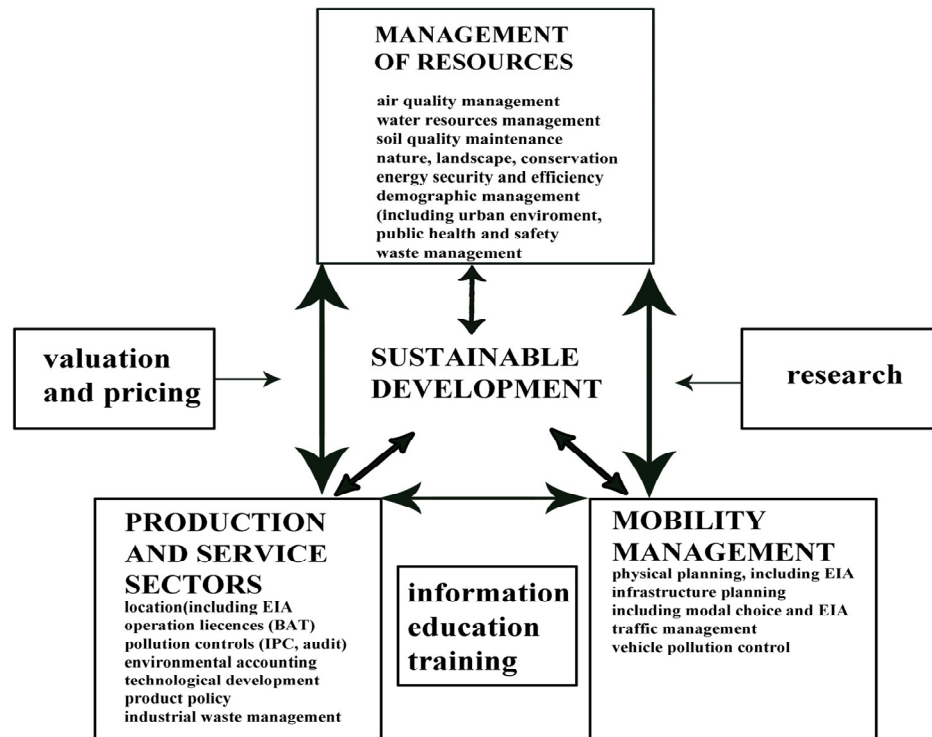 MANAGEMENT
OF RESOURCES
air quality management
water resources management
soil quality maintenance
nature, landscape, conservation
energy security and efficiency
demographic management
(including urban enviroment,
public health and safety
waste management
valuation
and pricing
SUSTAINABLE
DEVELOPMENT
research
PRODUCTION
AND SERVICE
SECTORS
location(including EIA
operation liecences (BAT)
pollution controls (IPC, audit)
environmental accounting
technological development
product policy
industrial waste management
information
education
training
MOBILITY
MANAGEMENT
physical planning, including EIA
infrastructure planning
including modal choice and EIA
traffic management
vehicle pollution control